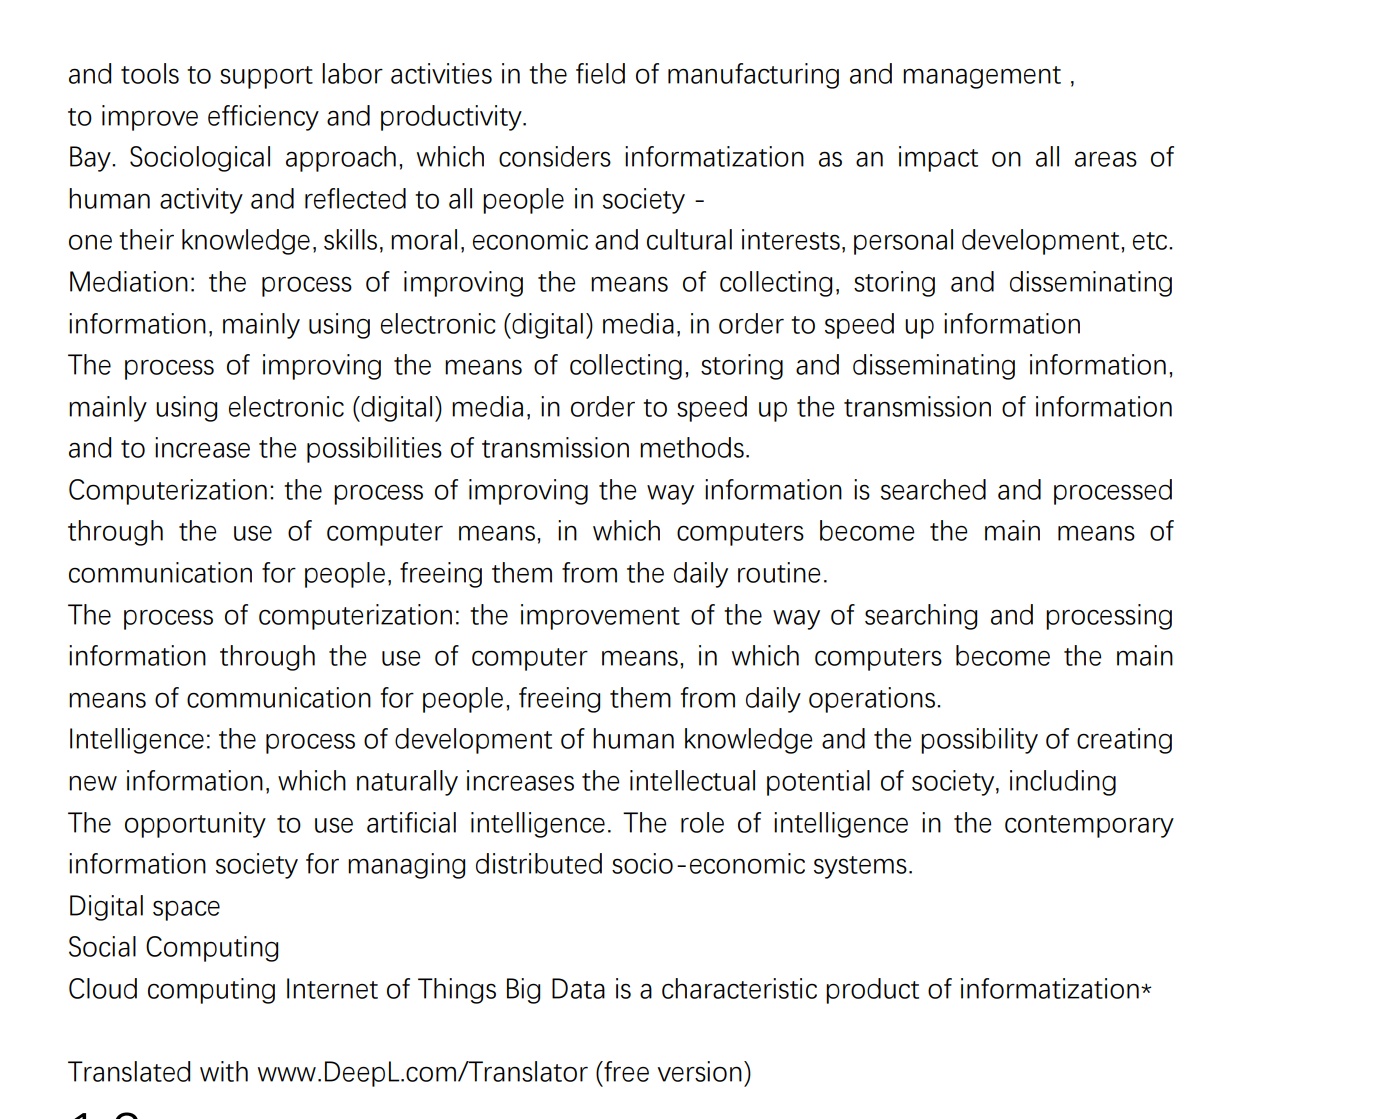 and tools to support labor activities in the field of manufacturing and management ,
to improve efficiency and productivity.
Bay. Sociological approach, which considers informatization as an impact on all areas of
human activity and reflected to all people in society -
one their knowledge, skills, moral, economic and cultural interests, personal development, etc.
Mediation: the process of improving the means of collecting, storing and disseminating
information, mainly using electronic (digital) media, in order to speed up information
The process of improving the means of collecting, storing and disseminating information,
mainly using electronic (digital) media, in order to speed up the transmission of information
and to increase the possibilities of transmission methods.
Computerization: the process of improving the way information is searched and processed
through the use of computer means, in which computers become the main means of
communication for people, freeing them from the daily routine.
The process of computerization: the improvement of the way of searching and processing
information through the use of computer means, in which computers become the main
means of communication for people, freeing them from daily operations.
Intelligence: the process of development of human knowledge and the possibility of creating
new information, which naturally increases the intellectual potential of society, including
The opportunity to use artificial intelligence. The role of intelligence in the contemporary
information society for managing distributed socio-economic systems.
Digital space
Social Computing
Cloud computing Internet of Things Big Data is a characteristic product of informatization*
Translated with www.DeepL.com/Translator (free version)